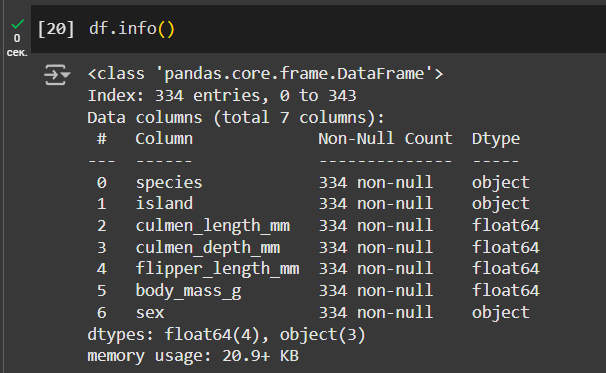 [20] df.info()
0
сек.
<class 'pandas.core.frame.DataFrame'>
Index: 334 entries, 0 to 343
Data columns (total 7 columns):
 #   Column             Non-Null Count  Dtype
---  ------             --------------  -----
 0   species            334 non-null    object
 1   island             334 non-null    object
 2   culmen_length_mm   334 non-null    float64
 3   culmen_depth_mm    334 non-null    float64
 4   flipper_length_mm  334 non-null    float64
 5   body_mass_g        334 non-null    float64
 6   sex                334 non-null    object
dtypes: float64(4), object(3)
memory usage: 20.9+ KB